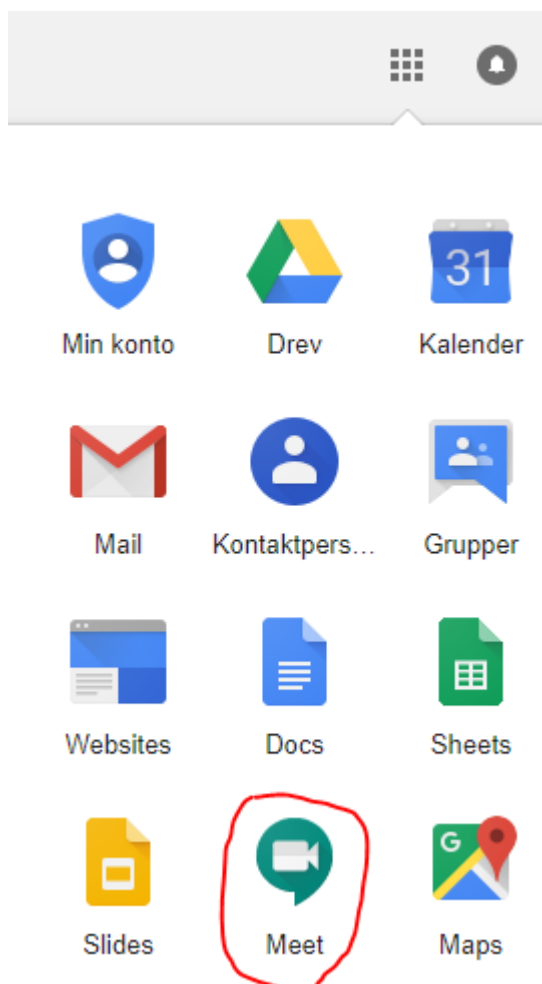 31
Min konto
Drev
Kalender
Mail
Kontaktpers...
Grupper
Websites
Docs
Sheets
G
Slides
Meet
Maps